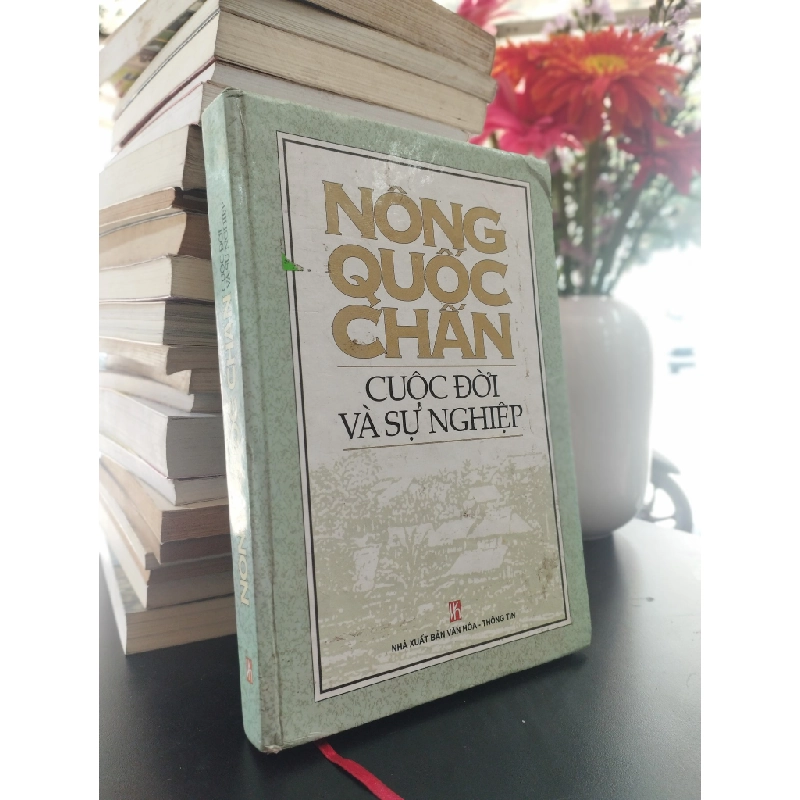 NÔNG
QUỐC
CHẤN
CUỘC ĐỜI
VÀ SỰ NGHIỆP
NHÀ XUẤT BẢN VĂN HÓA - THÔNG TIN